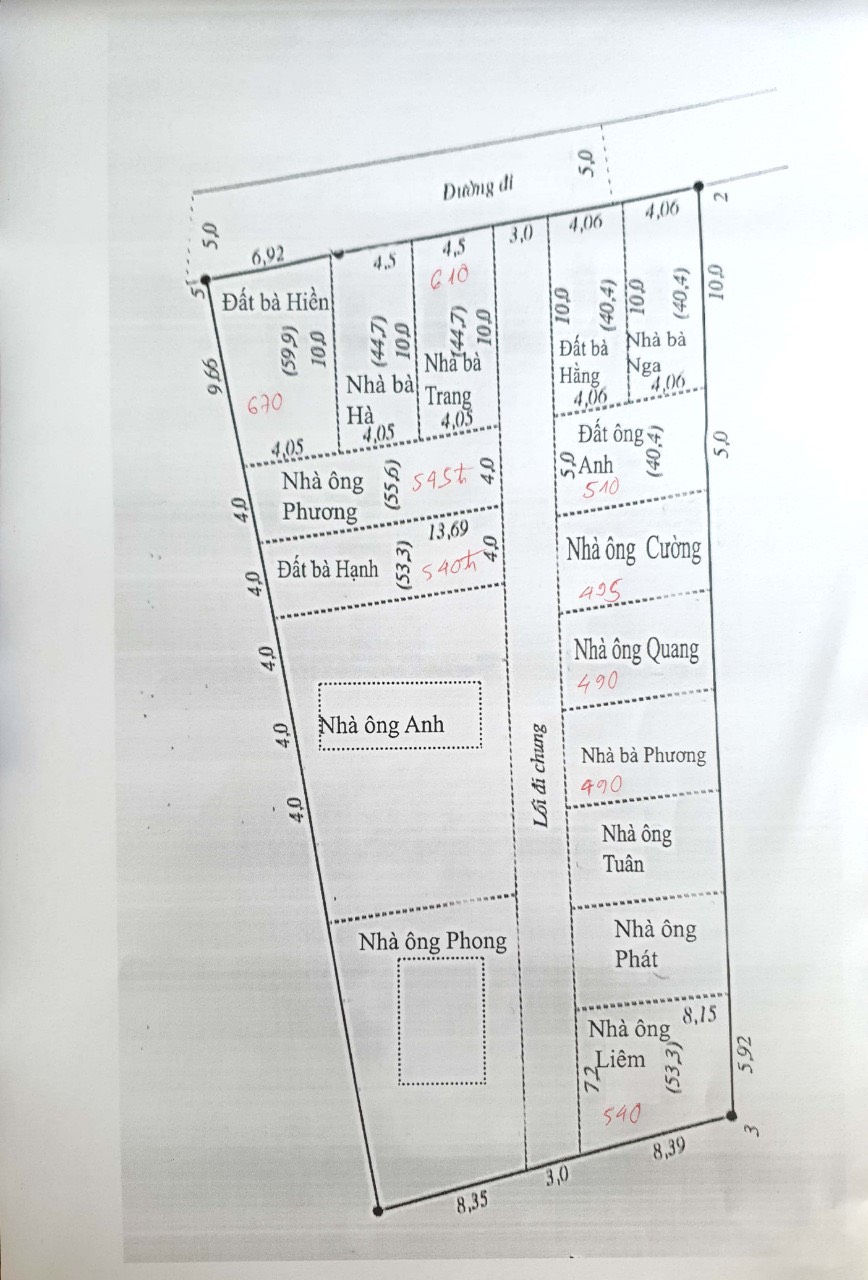 Đường đi
5,0
5,0
5
6,92
4,5
4,5
3,0
4,06
4,06
2
610
Đất bà Hiền
(59,9)
10,0
9,66
670
4,05
(44,7)
10,0
Nhà bà
Hà
4,05
(44,7)
10,0
Nhà bà
Trang
4,05
10,0
(40,4)
Đất bà
Hằng
4,06
10,0
(40,4)
Nhà bà
Nga
4,06
10,0
Nhà ông
Phương
(55,6)
545tr
4,0
4,0
Đất ông
Anh
5,0
(40,4)
510
5,0
13,69
Đất bà Hạnh
(53,3)
540tr
4,0
4,0
Nhà ông Cường
495
4,0
Nhà ông Quang
490
Nhà ông Anh
4,0
4,0
Lối đi chung
Nhà bà Phương
490
Nhà ông
Tuân
Nhà ông Phong
Nhà ông
Phát
8,15
Nhà ông
Liêm
7,2
(53,3)
540
5,92
3
8,35
3,0
8,39